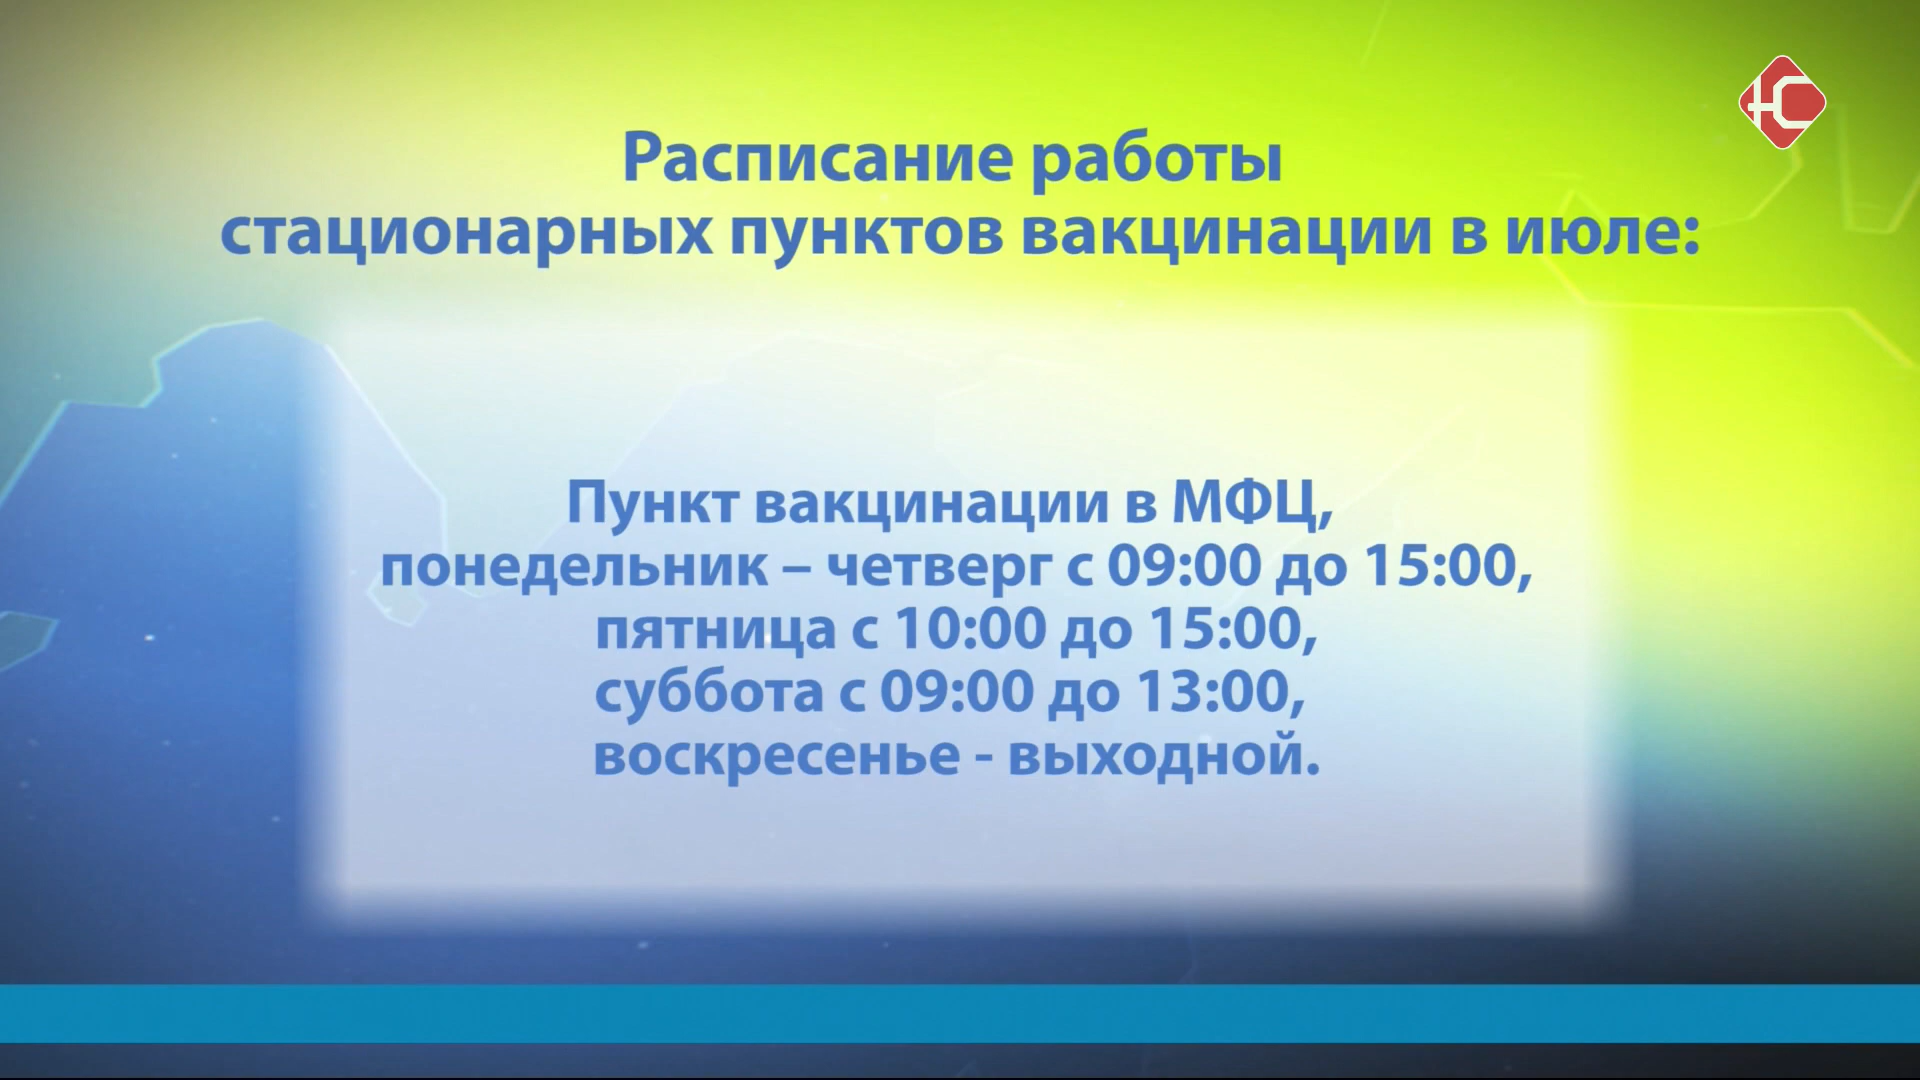 Расписание работы
стационарных пунктов вакцинации в июле:
Пункт вакцинации в МФЦ,
понедельник – четверг с 09:00 до 15:00,
пятница с 10:00 до 15:00,
суббота с 09:00 до 13:00,
воскресенье - выходной.